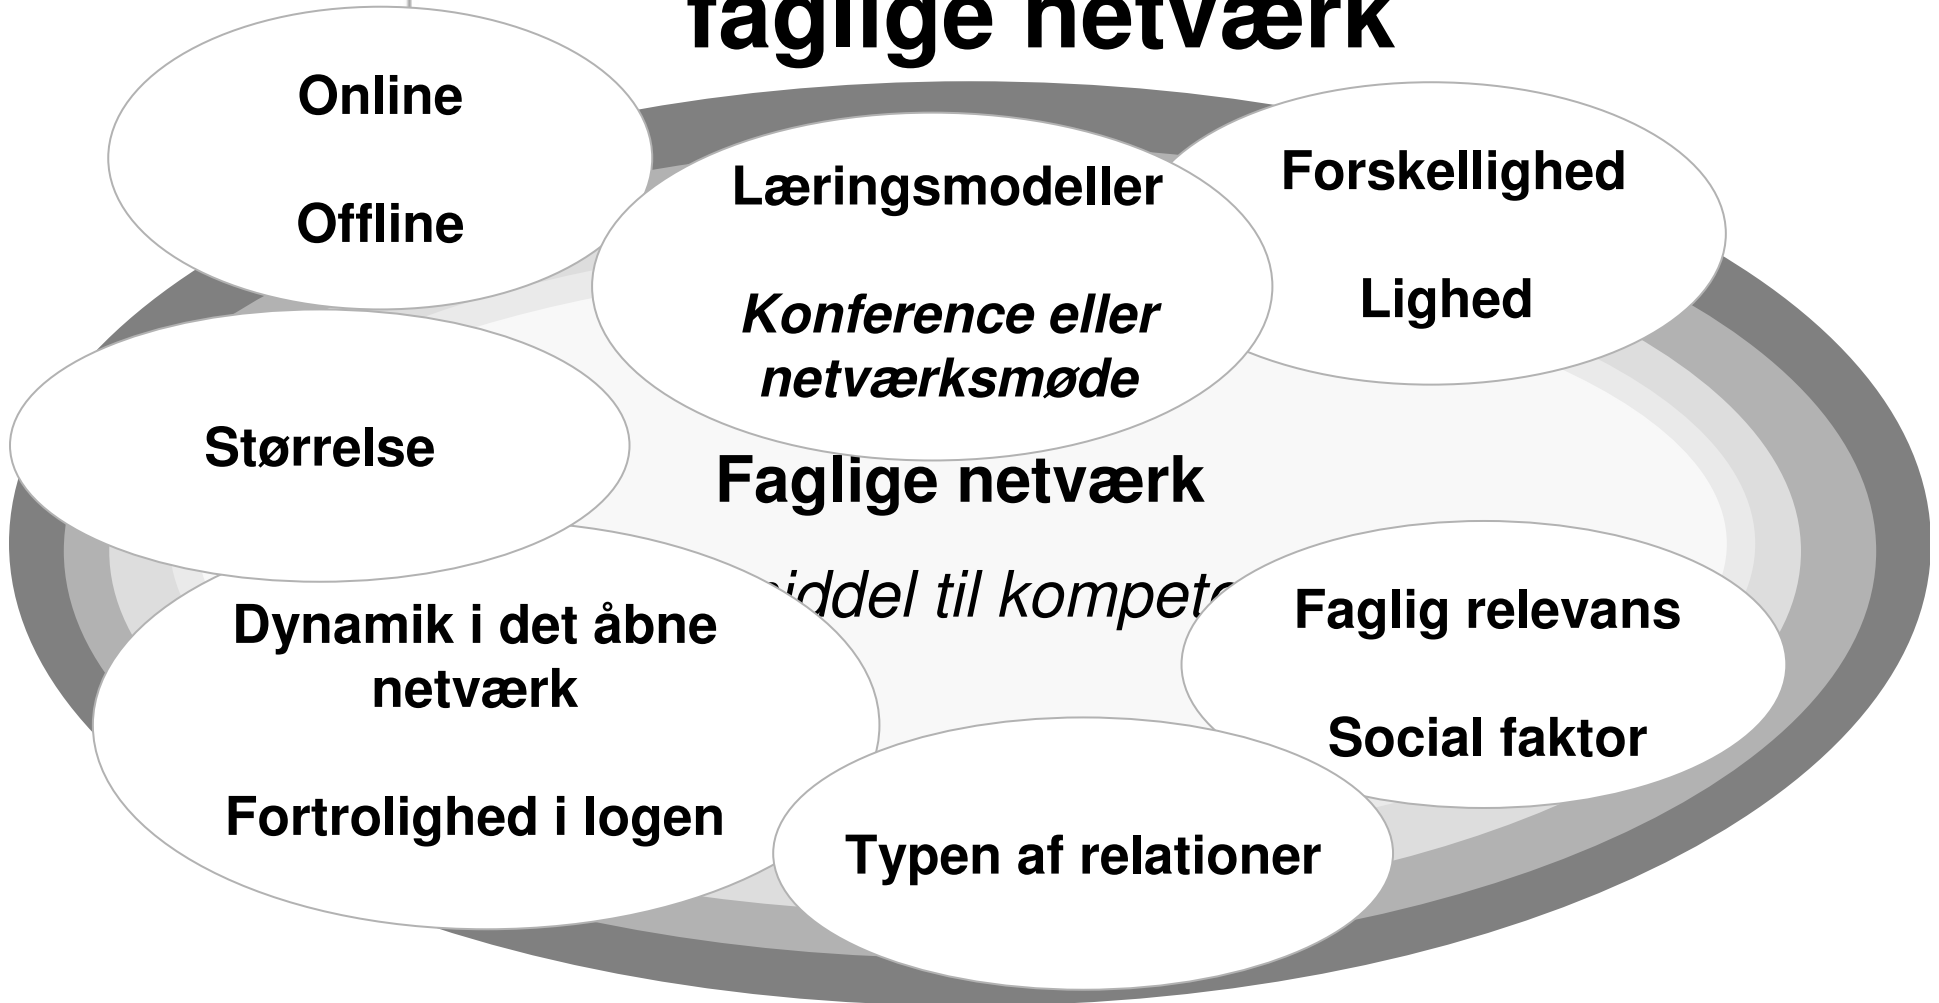 faglige netværk
Online
Offline
Læringsmodeller
Konference eller
netværksmøde
Forskellighed
Lighed
Størrelse
Faglige netværk
til
Dynamik i det åbne
netværk
Fortrolighed i logen
Faglig relevans
Social faktor
Typen af relationer